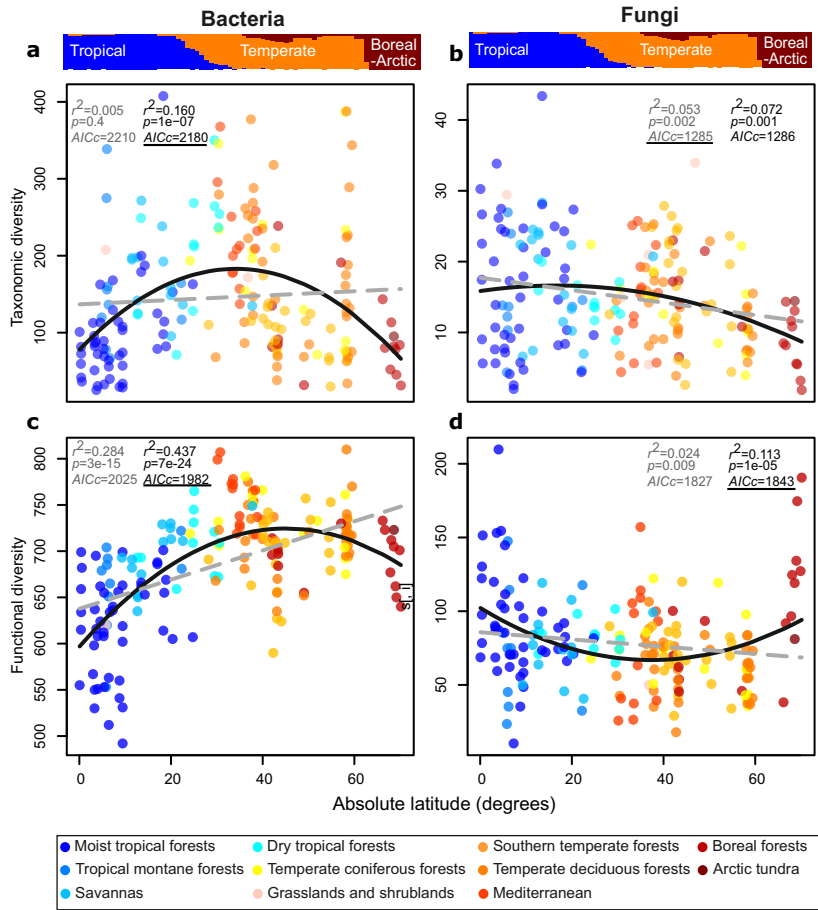 Bacteria
Fungi
a
Tropical
Temperate
Boreal
-Arctic
b
Tropical
Temperate
Boreal
-Arctic
r2=0.005
p=0.4
AICc=2210
r2=0.160
p=1e-07
AICc=2180
r2=0.053
p=0.002
AICc=1285
r2=0.072
p=0.001
AICc=1286
Taxonomic diversity
400
300
200
100
40
30
20
10
c
d
r2=0.284
p=3e-15
AICc=2025
r2=0.437
p=7e-24
AICc=1982
r2=0.024
p=0.009
AICc=1827
r2=0.113
p=1e-05
AICc=1843
Functional diversity
800
750
700
650
600
550
500
s[, i]
200
150
100
50
0 20 40 60
0 20 40 60
Absolute latitude (degrees)
Moist tropical forests
Dry tropical forests
Southern temperate forests
Boreal forests
Tropical montane forests
Temperate coniferous forests
Temperate deciduous forests
Arctic tundra
Savannas
Grasslands and shrublands
Mediterranean